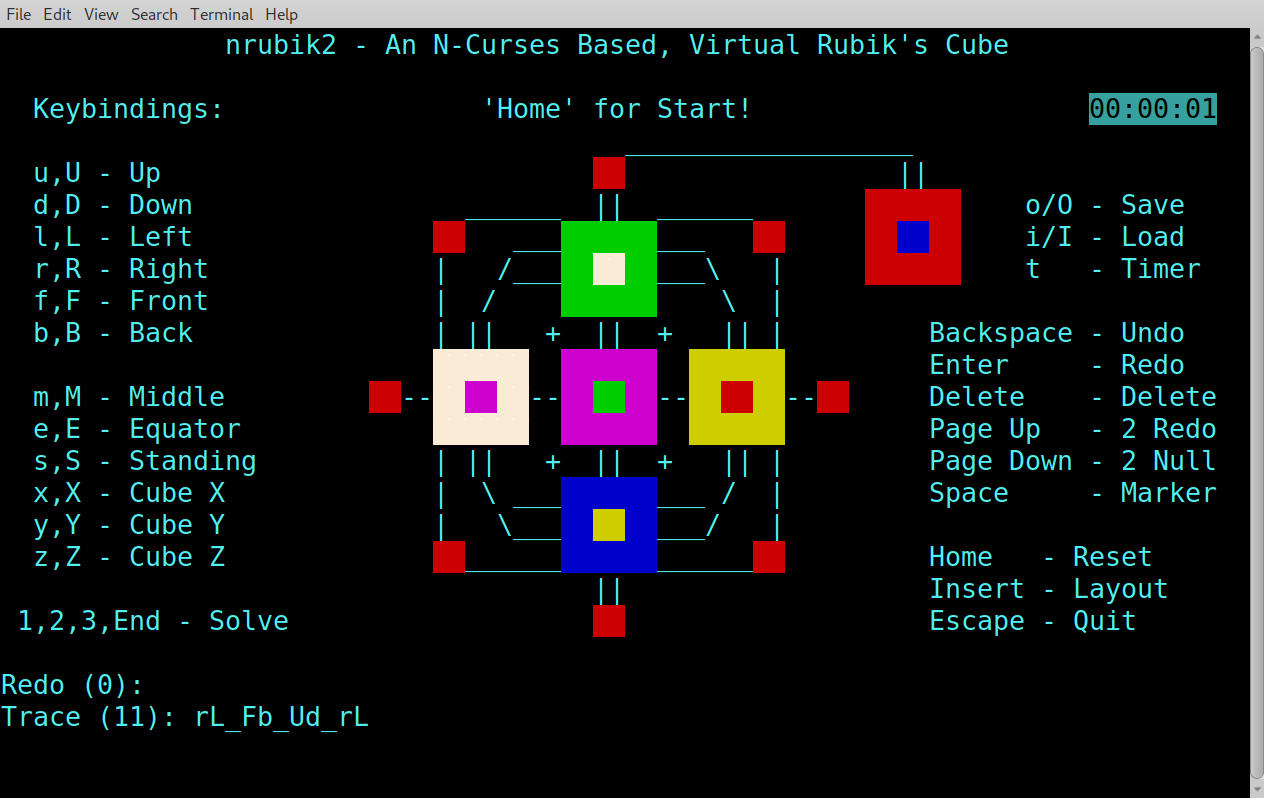 File Edit View Search Terminal Help
nrubik2 - An N-Curses Based, Virtual Rubik's Cube
Keybindings: 'Home' for Start! 00:00:01
u,U - Up
d,D - Down o/O - Save
l,L - Left i/I - Load
r,R - Right t - Timer
f,F - Front
b,B - Back Backspace - Undo
Enter - Redo
m,M - Middle Delete - Delete
e,E - Equator Page Up - 2 Redo
s,S - Standing Page Down - 2 Null
x,X - Cube X Space - Marker
y,Y - Cube Y
z,Z - Cube Z Home - Reset
Insert - Layout
1,2,3,End - Solve Escape - Quit
Redo (0):
Trace (11): rL_Fb_Ud_rL